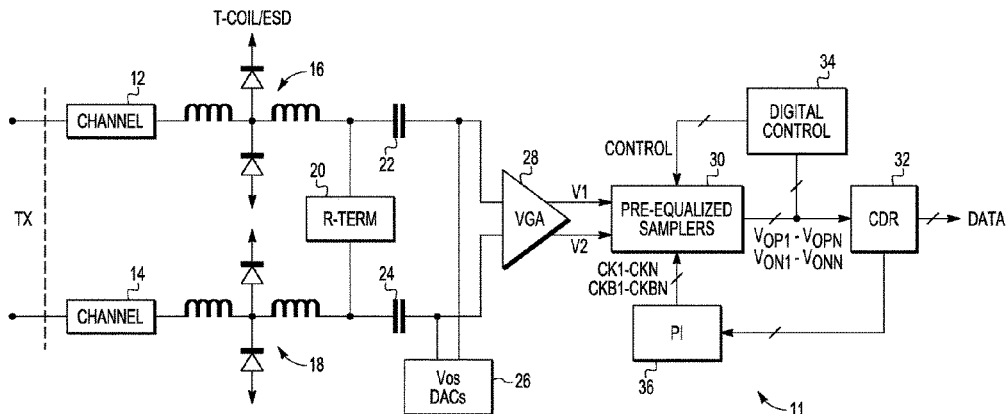 T-COIL/ESD
12
CHANNEL
16
34
DIGITAL
CONTROL
22
CONTROL
28
30
32
20
R-TERM
VGA
V1
V2
PRE-EQUALIZED
SAMPLERS
CDR
DATA
VOP1 - VOPN
VON1 - VONN
TX
14
CHANNEL
24
CK1-CKN
CKB1-CKBN
PI
36
18
Vos
DACs
26
11